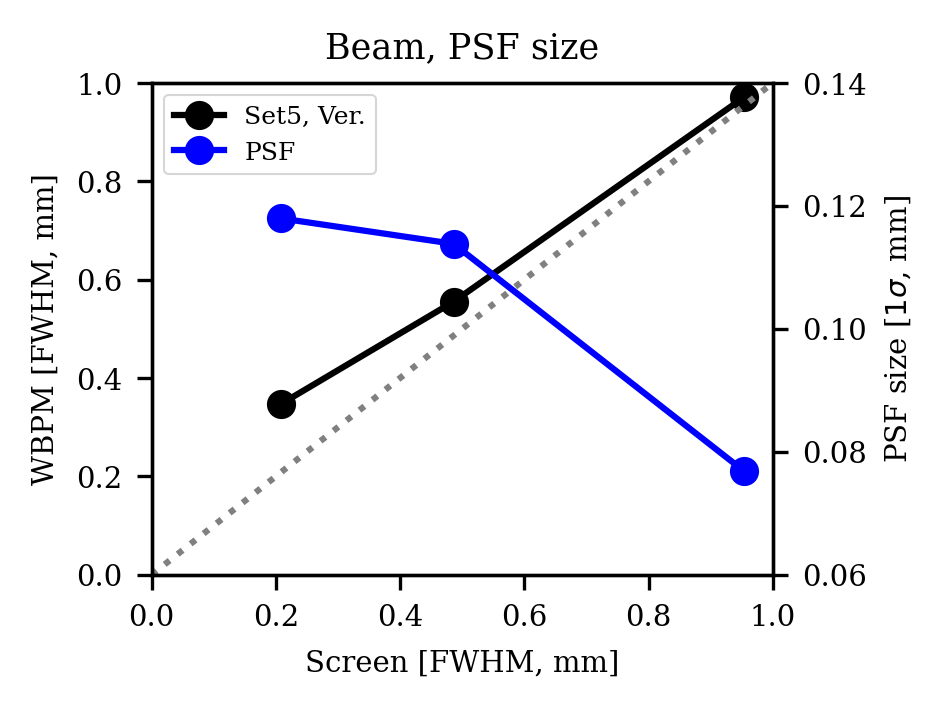 Beam, PSF size
Set5, Ver.
PSF
WBPM [FWHM, mm]
1.0
0.8
0.6
0.4
0.2
0.0
0.14
0.12
0.10
0.08
0.06
PSF size [1σ, mm]
0.0 0.2 0.4 0.6 0.8 1.0
Screen [FWHM, mm]